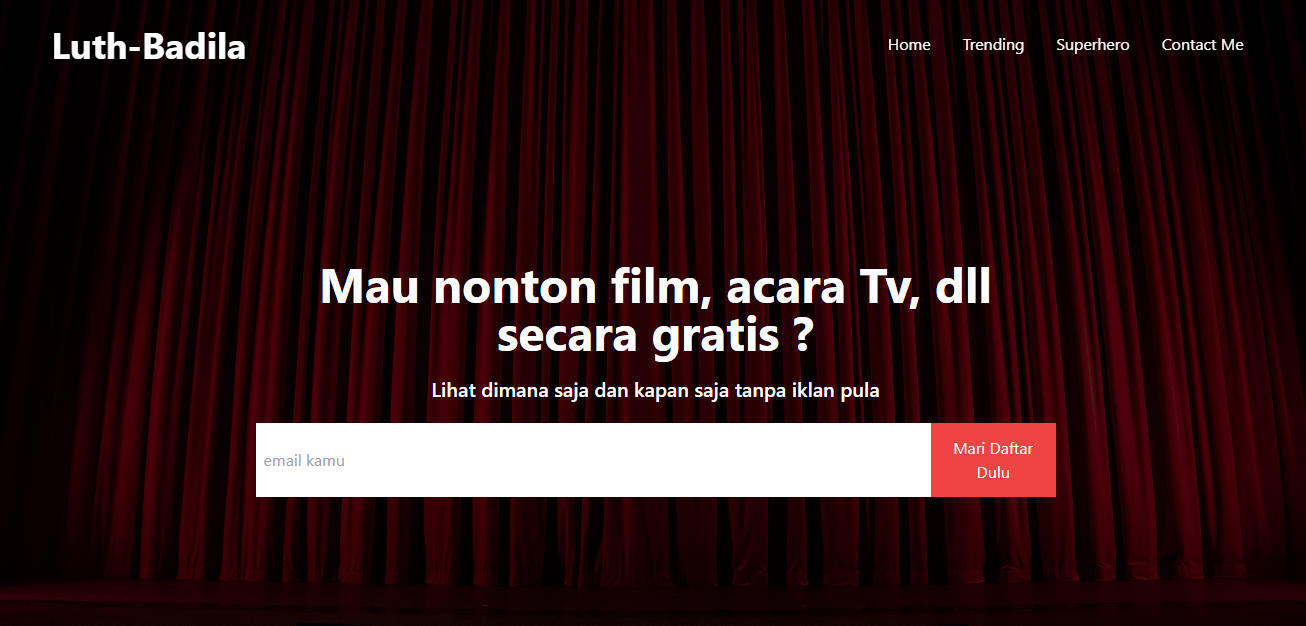 Luth-Badila
Home Trending Superhero Contact Me
Mau nonton film, acara Tv, dll
secara gratis ?
Lihat dimana saja dan kapan saja tanpa iklan pula
email kamu
Mari Daftar
Dulu